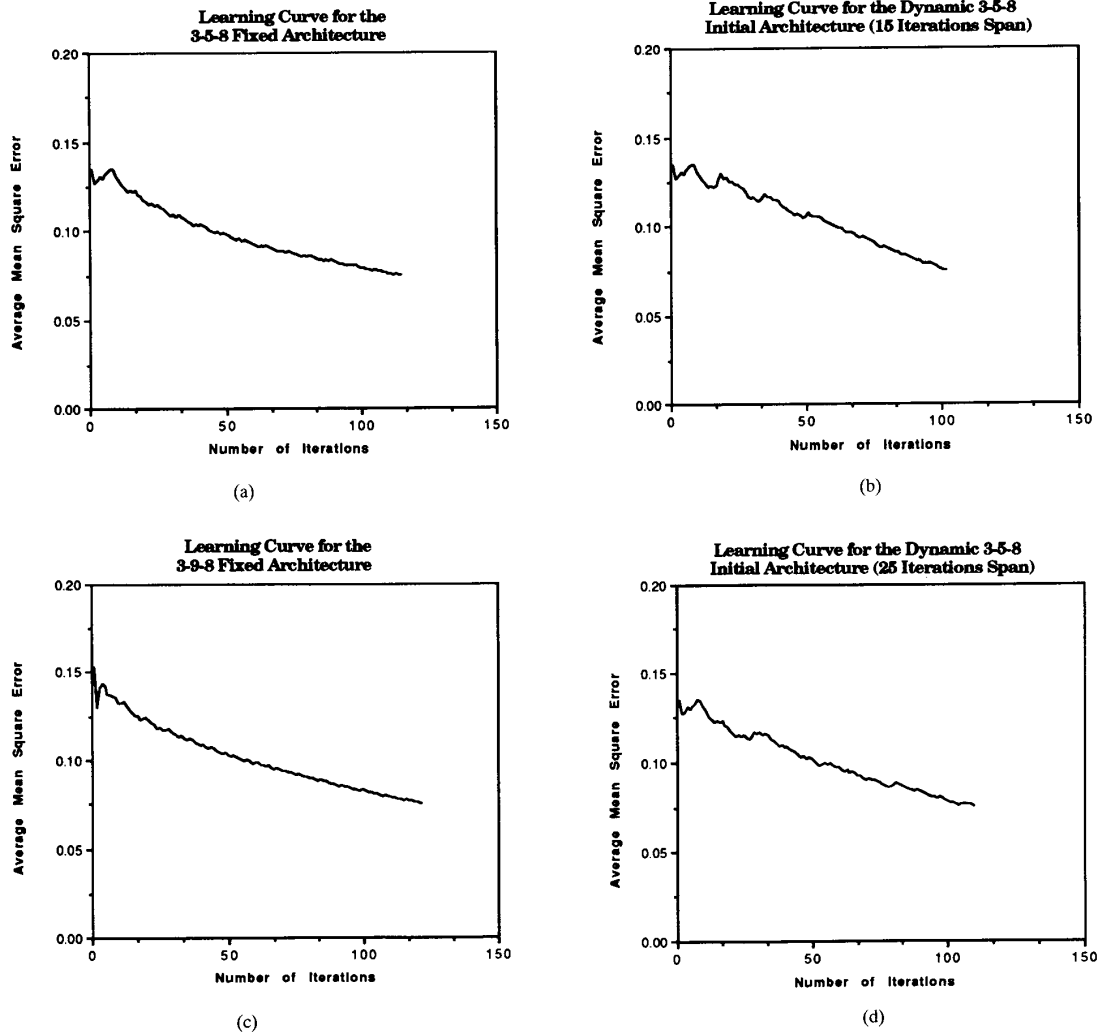 Learning Curve for the
3-5-8 Fixed Architecture
0.20
0.15
0.10
0.05
0.00
Average Mean Square Error
0
50
100
150
Number of Iterations
(a)
Learning Curve for the Dynamic 3-5-8
Initial Architecture (15 Iterations Span)
0.20
0.15
0.10
0.05
0.00
Average Mean Square Error
0
50
100
150
Number of Iterations
(b)
Learning Curve for the
3-9-8 Fixed Architecture
0.20
0.15
0.10
0.05
0.00
Average Mean Square Error
0
50
100
150
Number of Iterations
(c)
Learning Curve for the Dynamic 3-5-8
Initial Architecture (25 Iterations Span)
0.20
0.15
0.10
0.05
0.00
Average Mean Square Error
0
50
100
150
Number of Iterations
(d)